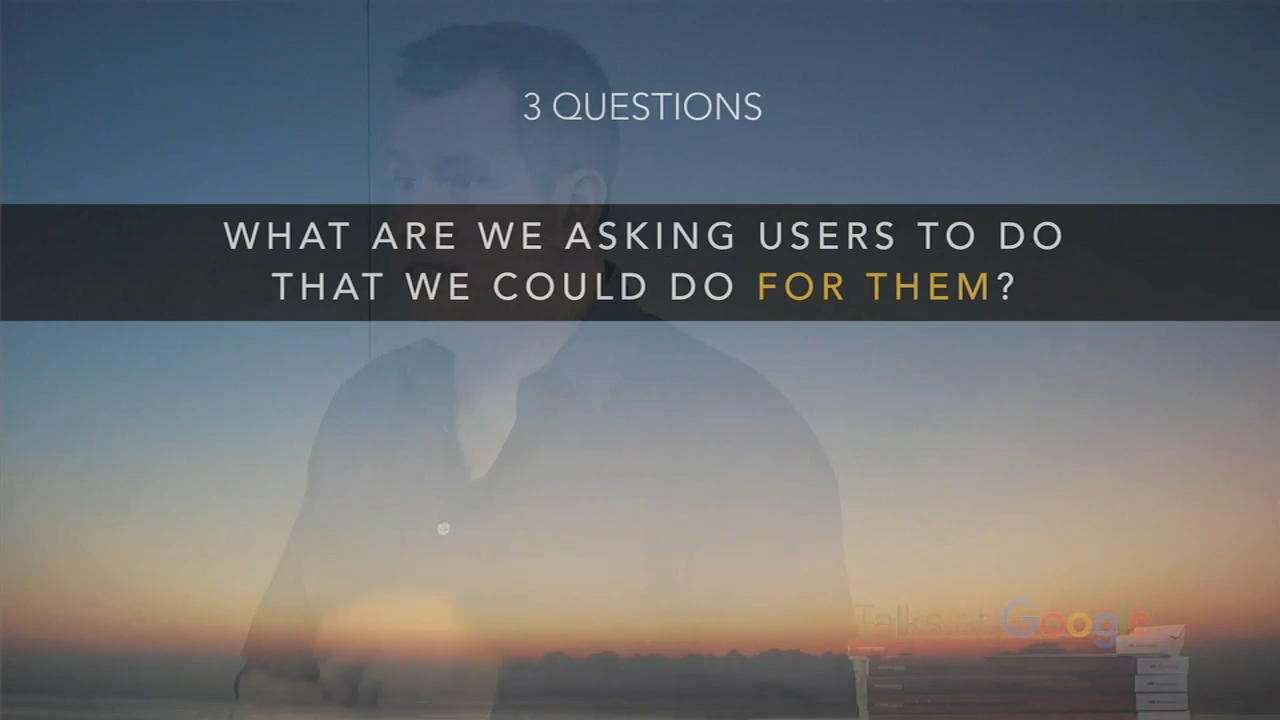 3 QUESTIONS
WHAT ARE WE ASKING USERS TO DO
THAT WE COULD DO FOR THEM?
Talks at Google